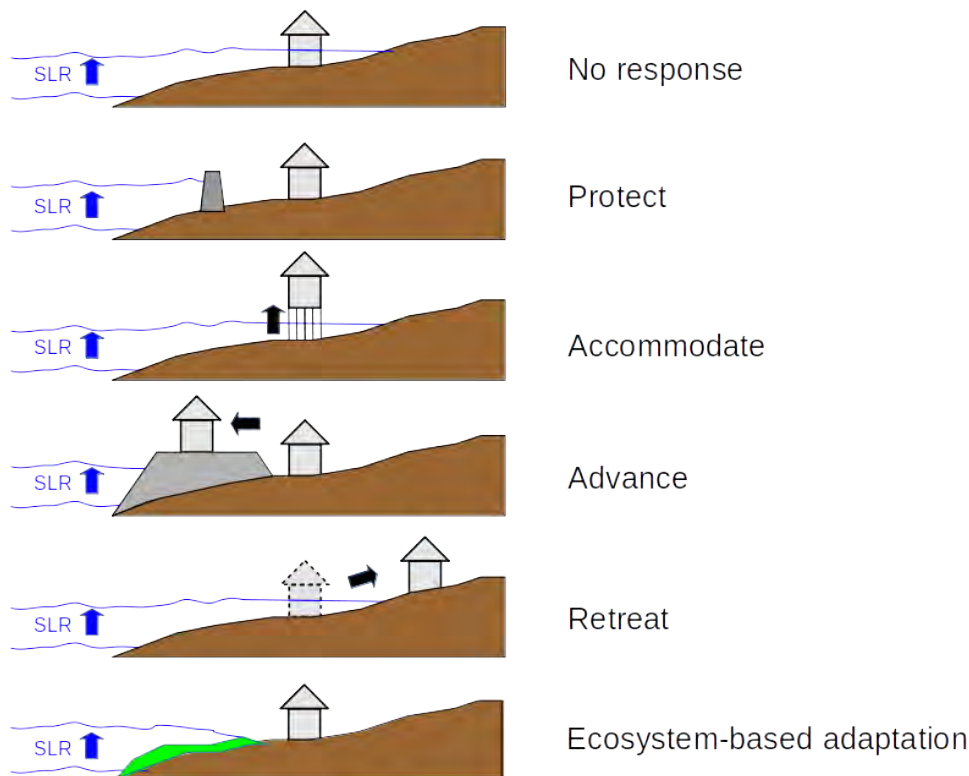 SLR
No response
SLR
Protect
SLR
Accommodate
SLR
Advance
SLR
Retreat
SLR
Ecosystem-based adaptation